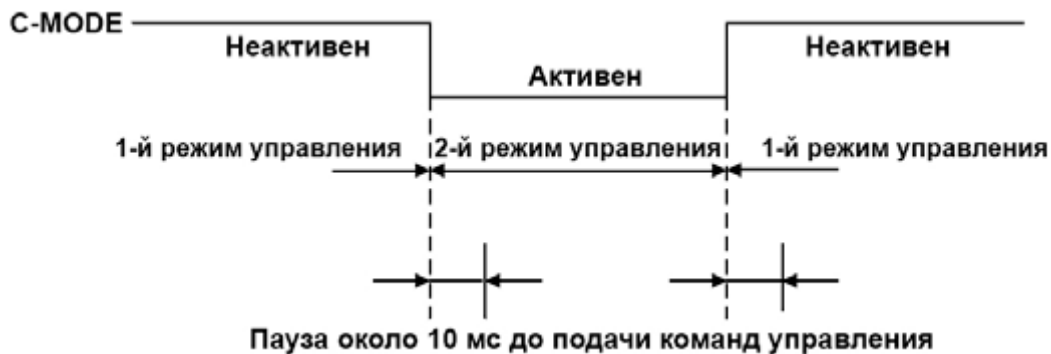 C-MODE
Неактивен
Активен
Неактивен
1-й режим управления
2-й режим управления
1-й режим управления
Пауза около 10 мс до подачи команд управления